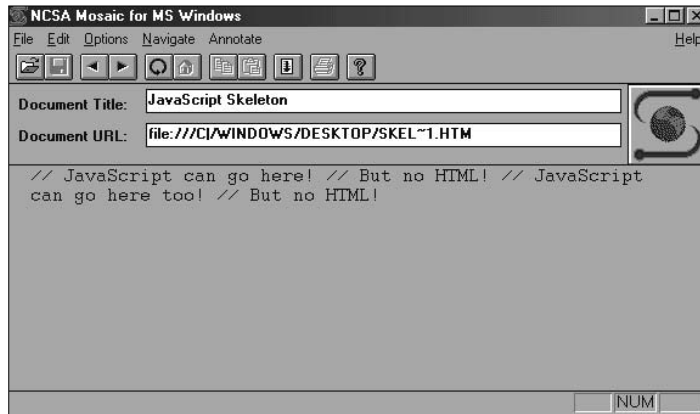 NCSA Mosaic for MS Windows
File Edit Options Navigate Annotate Help
Document Title: JavaScript Skeleton
Document URL: file:///C|/WINDOWS/DESKTOP/SKEL~1.HTM
// JavaScript can go here! // But no HTML! // JavaScript
can go here too! // But no HTML!
NUM